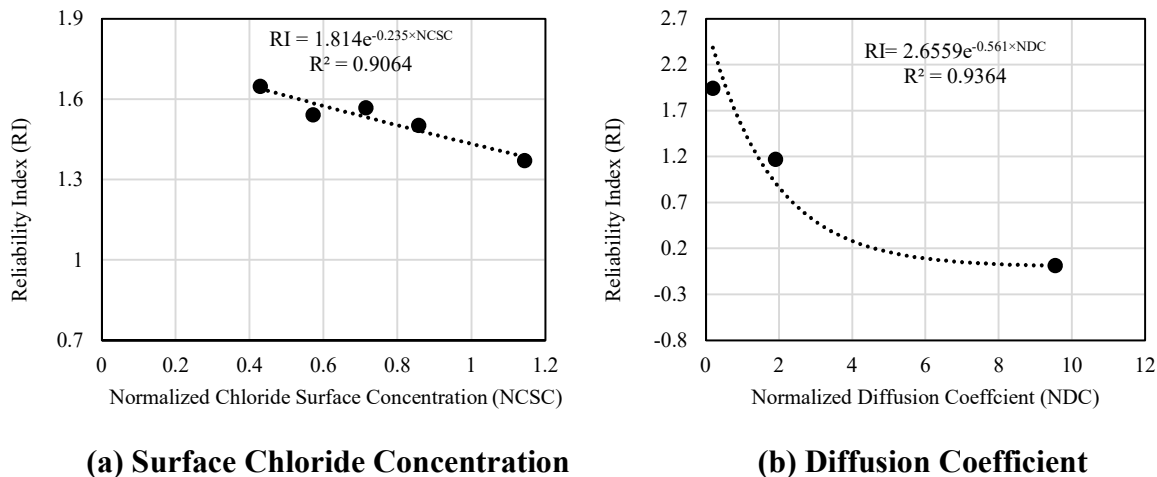 1.9
1.6
1.3
1
0.7
0
0.2
0.4
0.6
0.8
1
1.2
Reliability Index (RI)
RI = 1.814e^-0.235×NCSC
R² = 0.9064
Normalized Chloride Surface Concentration (NCSC)
(a) Surface Chloride Concentration
2.7
2.2
1.7
1.2
0.7
0.2
-0.3
-0.8
0
2
4
6
8
10
12
Reliability Index (RI)
RI= 2.6559e^-0.561×NDC
R² = 0.9364
Normalized Diffusion Coeffcient (NDC)
(b) Diffusion Coefficient